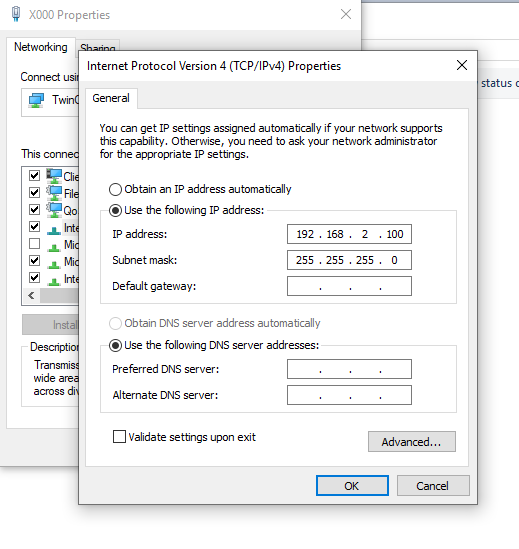 X000 Properties
Networking
Sharing
Connect usin
TwinC
This connec
Clie
File
Qo
Inte
Mic
Mic
Inte
Install
Description
Transmiss
wide area
across div
status
Internet Protocol Version 4 (TCP/IPv4) Properties
General
You can get IP settings assigned automatically if your network supports
this capability. Otherwise, you need to ask your network administrator
for the appropriate IP settings.
Obtain an IP address automatically
Use the following IP address:
IP address: 192 . 168 . 2 . 100
Subnet mask: 255 . 255 . 255 . 0
Default gateway: . . .
Obtain DNS server address automatically
Use the following DNS server addresses:
Preferred DNS server: . . .
Alternate DNS server: . . .
Validate settings upon exit
Advanced...
OK
Cancel